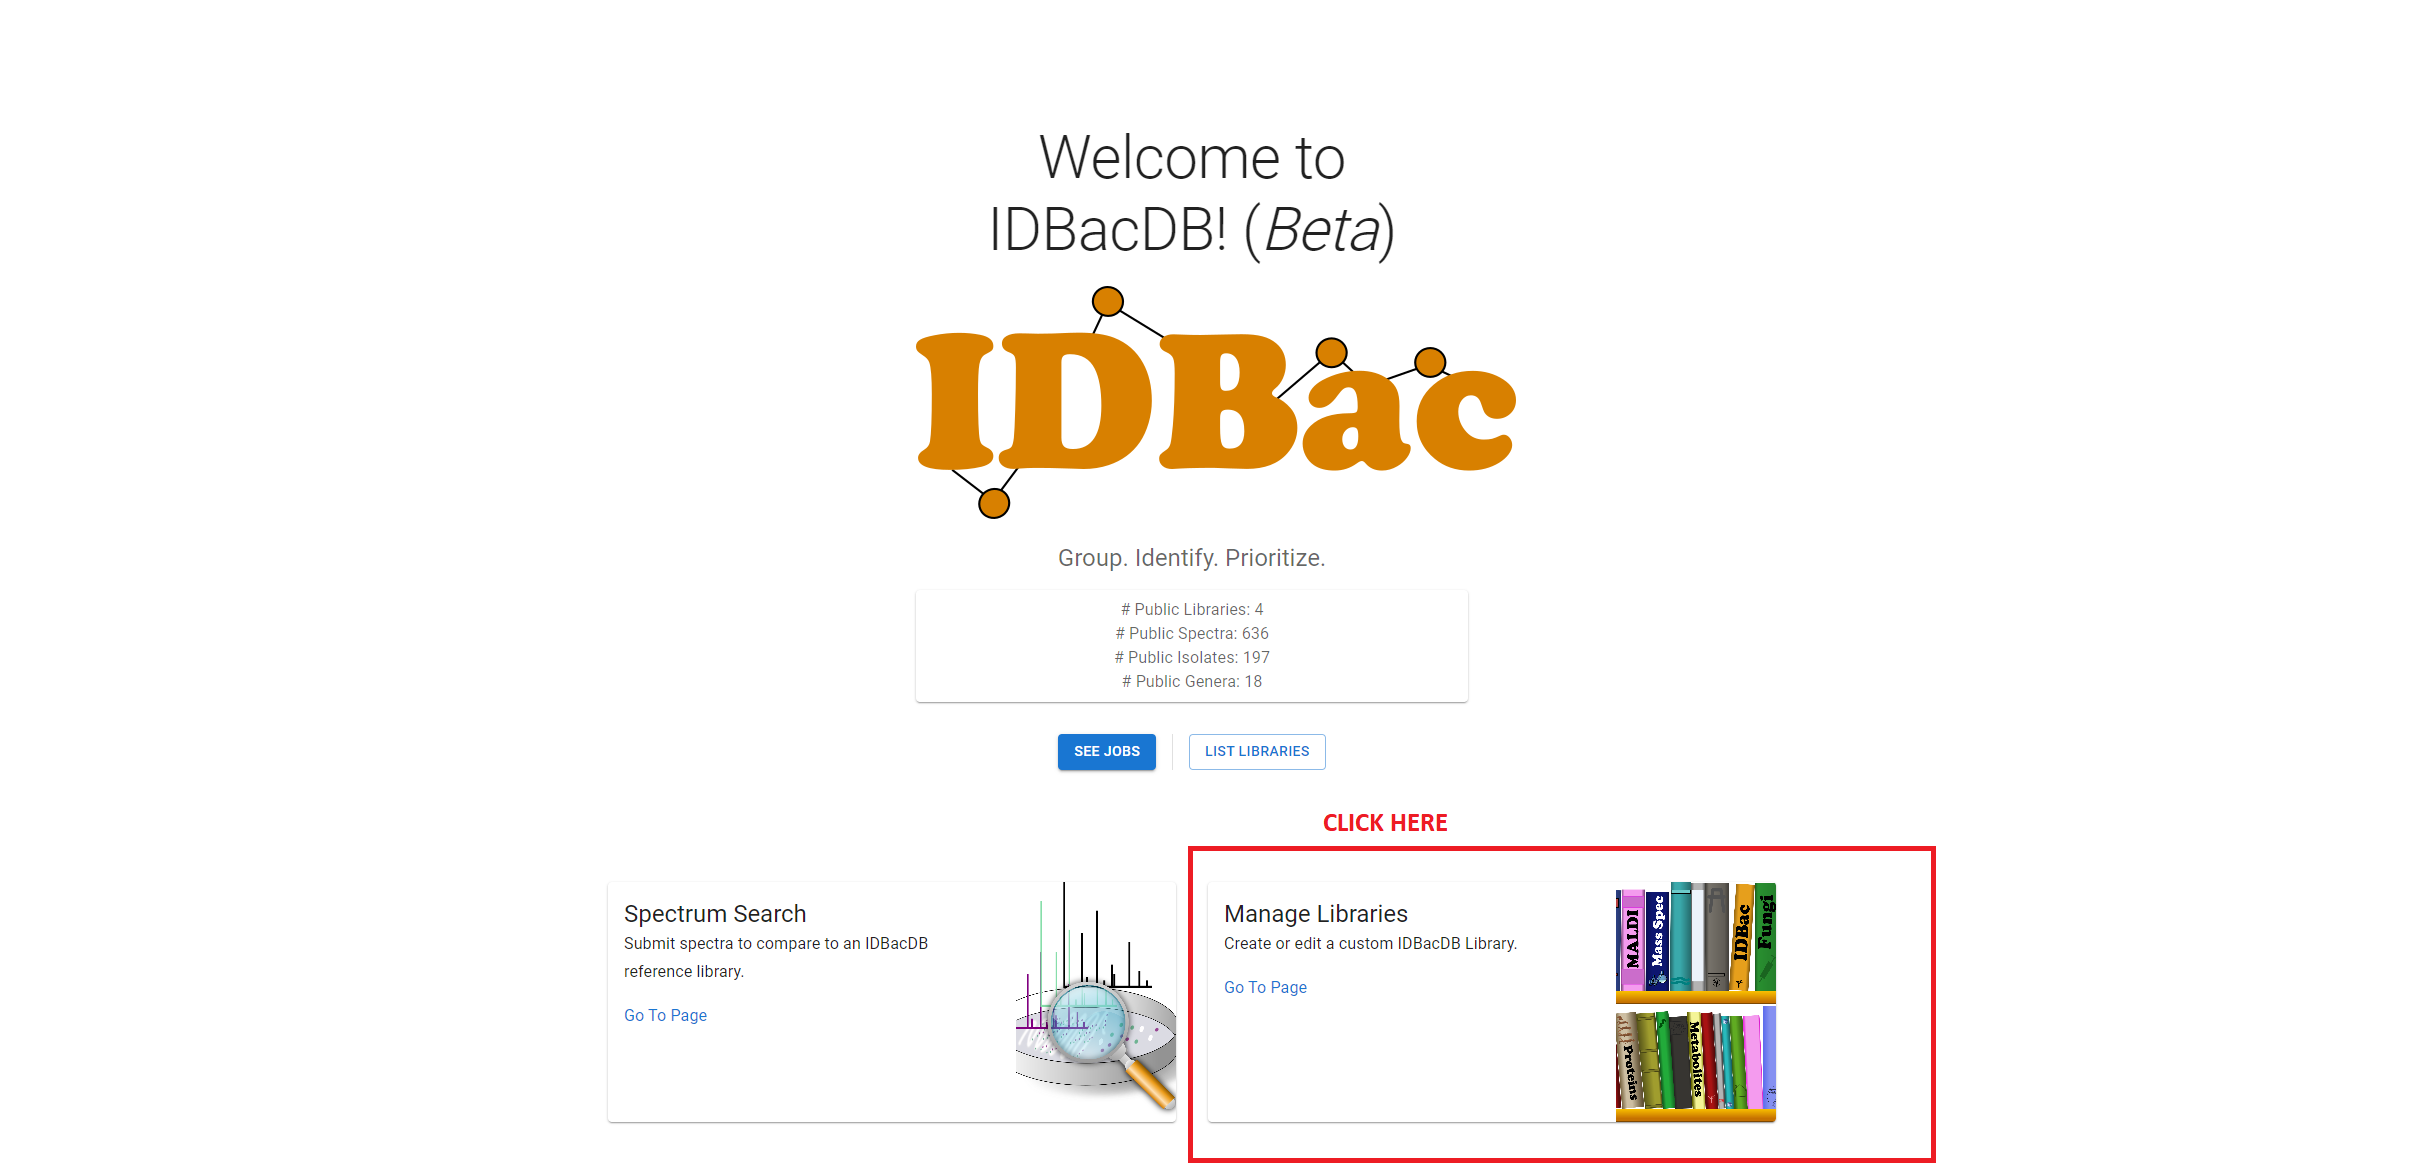 Welcome to
IDBacDB! (Beta)
IDBac
Group. Identify. Prioritize.
# Public Libraries: 4
# Public Spectra: 636
# Public Isolates: 197
# Public Genera: 18
SEE JOBS
LIST LIBRARIES
CLICK HERE
Spectrum Search
Submit spectra to compare to an IDBacDB
reference library.
Go To Page
Manage Libraries
Create or edit a custom IDBacDB Library.
Go To Page
MALDI
Mass Spec
IDBac
Fungi
Proteins
Metabolites